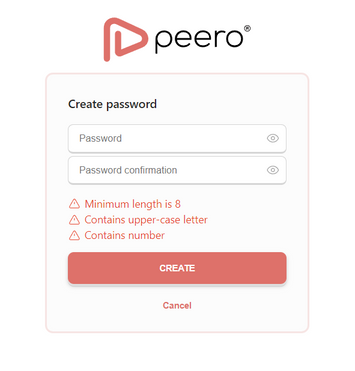 peero®
Create password
Password
Password confirmation
Minimum length is 8
Contains upper-case letter
Contains number
CREATE
Cancel